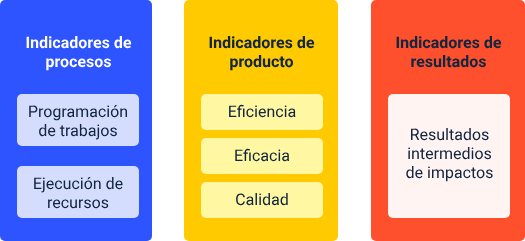 Indicadores de
procesos
Programación
de trabajos
Ejecución de
recursos
Indicadores de
producto
Eficiencia
Eficacia
Calidad
Indicadores de
resultados
Resultados
intermedios
de impactos